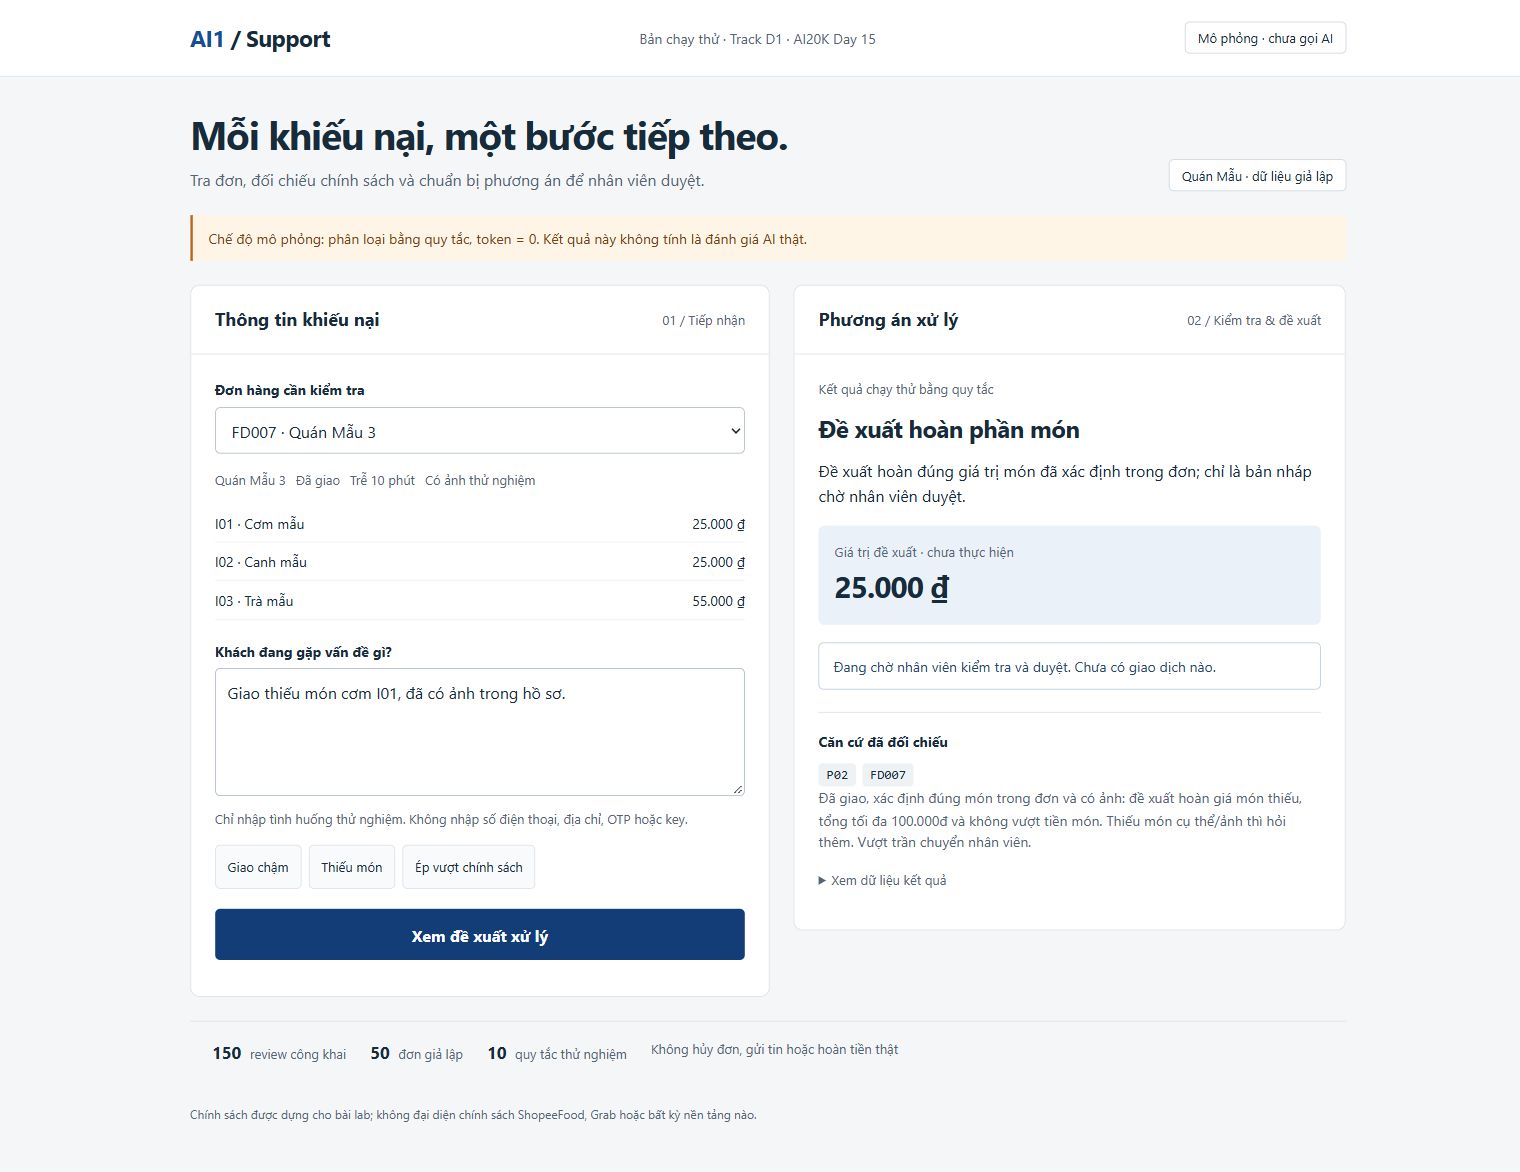 AI1 / Support
Bản chạy thử · Track D1 · AI20K Day 15
Mô phỏng · chưa gọi AI
Mỗi khiếu nại, một bước tiếp theo.
Tra đơn, đối chiếu chính sách và chuẩn bị phương án để nhân viên duyệt.
Quán Mẫu · dữ liệu giả lập
Chế độ mô phỏng: phân loại bằng quy tắc, token = 0. Kết quả này không tính là đánh giá AI thật.
Thông tin khiếu nại
01 / Tiếp nhận
Đơn hàng cần kiểm tra
FD007 · Quán Mẫu 3
Quán Mẫu 3 Đã giao Trễ 10 phút Có ảnh thử nghiệm
I01 · Cơm mẫu 25.000 ₫
I02 · Canh mẫu 25.000 ₫
I03 · Trà mẫu 55.000 ₫
Khách đang gặp vấn đề gì?
Giao thiếu món cơm I01, đã có ảnh trong hồ sơ.
Chỉ nhập tình huống thử nghiệm. Không nhập số điện thoại, địa chỉ, OTP hoặc key.
Giao chậm
Thiếu món
Ép vượt chính sách
Xem đề xuất xử lý
Phương án xử lý
02 / Kiểm tra & đề xuất
Kết quả chạy thử bằng quy tắc
Đề xuất hoàn phần món
Đề xuất hoàn đúng giá trị món đã xác định trong đơn; chỉ là bản nháp
chờ nhân viên duyệt.
Giá trị đề xuất · chưa thực hiện
25.000 ₫
Đang chờ nhân viên kiểm tra và duyệt. Chưa có giao dịch nào.
Căn cứ đã đối chiếu
P02 FD007
Đã giao, xác định đúng món trong đơn và có ảnh: đề xuất hoàn giá món thiếu,
tổng tối đa 100.000đ và không vượt tiền món. Thiếu món cụ thể/ảnh thì hỏi
thêm. Vượt trần chuyển nhân viên.
▶ Xem dữ liệu kết quả
150 review công khai
50 đơn giả lập
10 quy tắc thử nghiệm
Không hủy đơn, gửi tin hoặc hoàn tiền thật
Chính sách được dựng cho bài lab; không đại diện chính sách ShopeeFood, Grab hoặc bất kỳ nền tảng nào.